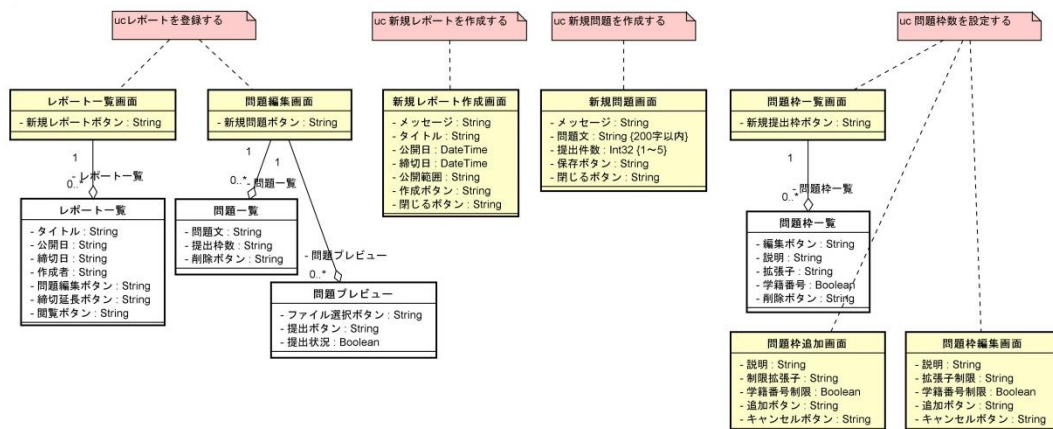 ucレポートを登録する
uc 新規レポートを作成する
uc 新規問題を作成する
uc 問題枠数を設定する
レポート一覧画面
- 新規レポートボタン : String
問題編集画面
- 新規問題ボタン : String
新規レポート作成画面
- メッセージ : String
- タイトル : String
- 公開日 : DateTime
- 締切日 : DateTime
- 公開範囲 : String
- 作成ボタン : String
- 閉じるボタン : String
新規問題画面
- メッセージ : String
- 問題文 : String {200字以内}
- 提出件数 : Int32 {1～5}
- 保存ボタン : String
- 閉じるボタン : String
問題枠一覧画面
- 新規提出枠ボタン : String
1
- レポート一覧
0..*
1
- 問題一覧
0..*
1
- 問題プレビュー
0..*
1
- 問題枠一覧
0..*
レポート一覧
- タイトル : String
- 公開日 : String
- 締切日 : String
- 作成者 : String
- 問題編集ボタン : String
- 締切延長ボタン : String
- 閲覧ボタン : String
問題一覧
- 問題文 : String
- 提出枠数 : String
- 削除ボタン : String
問題プレビュー
- ファイル選択ボタン : String
- 提出ボタン : String
- 提出状況 : Boolean
問題枠一覧
- 編集ボタン : String
- 説明 : String
- 拡張子 : String
- 学籍番号 : Boolean
- 削除ボタン : String
問題枠追加画面
- 説明 : String
- 制限拡張子 : String
- 学籍番号制限 : Boolean
- 追加ボタン : String
- キャンセルボタン : String
問題枠編集画面
- 説明 : String
- 拡張子制限 : String
- 学籍番号制限 : Boolean
- 追加ボタン : String
- キャンセルボタン : String